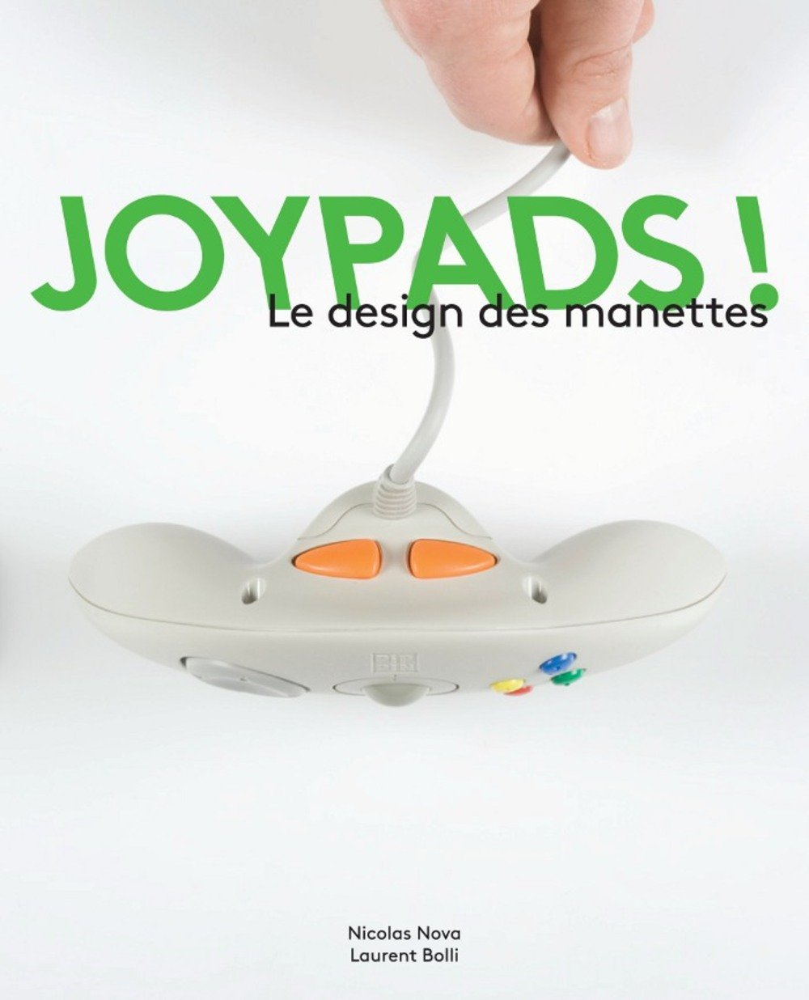 JOYPADS !
Le design des manettes
Nicolas Nova
Laurent Bolli